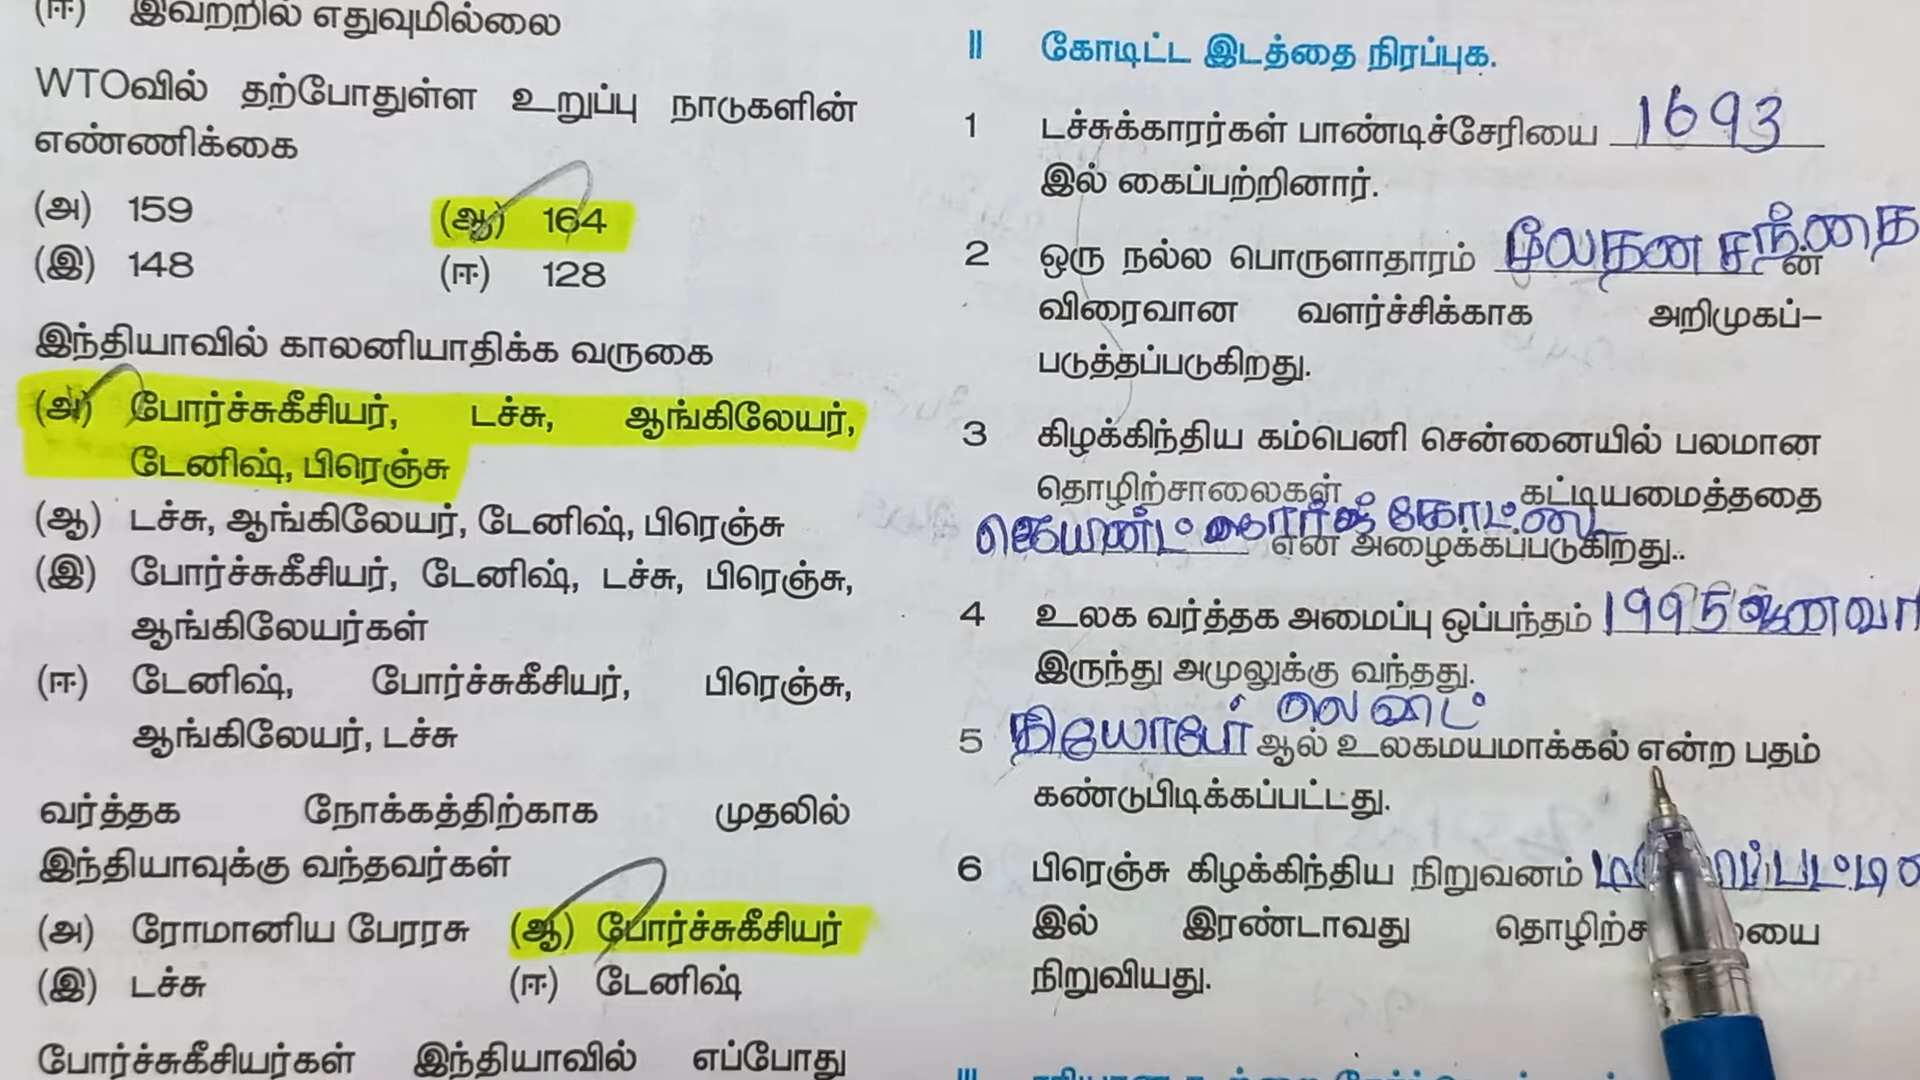 (ஈ) இவற்றில் எதுவுமில்லை
WTOவில் தற்போதுள்ள உறுப்பு நாடுகளின்
எண்ணிக்கை
(அ) 159 (ஆ) 164
(இ) 148 (ஈ) 128
இந்தியாவில் காலனியாதிக்க வருகை
(அ) போர்ச்சுகீசியர், டச்சு, ஆங்கிலேயர்,
டேனிஷ், பிரெஞ்சு
(ஆ) டச்சு, ஆங்கிலேயர், டேனிஷ், பிரெஞ்சு
(இ) போர்ச்சுகீசியர், டேனிஷ், டச்சு, பிரெஞ்சு,
ஆங்கிலேயர்கள்
(ஈ) டேனிஷ், போர்ச்சுகீசியர், பிரெஞ்சு,
ஆங்கிலேயர், டச்சு
வர்த்தக நோக்கத்திற்காக முதலில்
இந்தியாவுக்கு வந்தவர்கள்
(அ) ரோமானிய பேரரசு (ஆ) போர்ச்சுகீசியர்
(இ) டச்சு (ஈ) டேனிஷ்
போர்ச்சுகீசியர்கள் இந்தியாவில் எப்போது
II கோடிட்ட இடத்தை நிரப்புக.
1 டச்சுக்காரர்கள் பாண்டிச்சேரியை 1693
இல் கைப்பற்றினார்.
2 ஒரு நல்ல பொருளாதாரம் மூலதன சந்தை ன்
விரைவான வளர்ச்சிக்காக அறிமுகப்-
படுத்தப்படுகிறது.
3 கிழக்கிந்திய கம்பெனி சென்னையில் பலமான
தொழிற்சாலைகள் கட்டியமைத்ததை
கோட்டை என அழைக்கப்படுகிறது..
4 உலக வர்த்தக அமைப்பு ஒப்பந்தம் 1995
இருந்து அமுலுக்கு வந்தது.
5 ஆல் உலகமயமாக்கல் என்ற பதம்
கண்டுபிடிக்கப்பட்டது.
6 பிரெஞ்சு கிழக்கிந்திய நிறுவனம்
இல் இரண்டாவது
நிறுவியது.
III